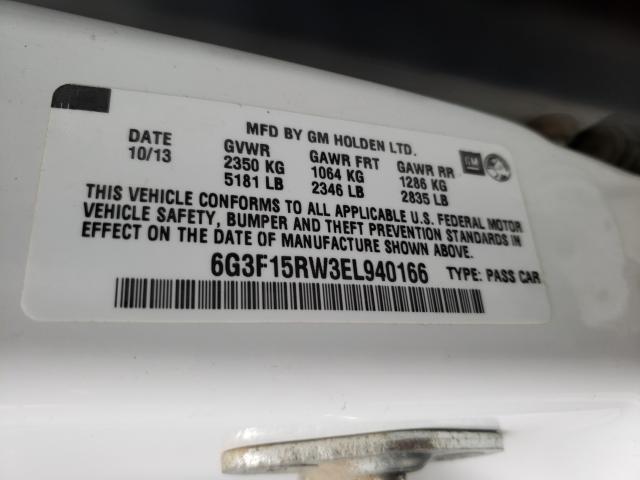 MFD BY GM HOLDEN LTD.
DATE GVWR GAWR FRT GAWR RR GM
10/13 2350 KG 1064 KG 1286 KG
5181 LB 2346 LB 2835 LB
THIS VEHICLE CONFORMS TO ALL APPLICABLE U.S. FEDERAL MOTOR
VEHICLE SAFETY, BUMPER AND THEFT PREVENTION STANDARDS IN
EFFECT ON THE DATE OF MANUFACTURE SHOWN ABOVE.
6G3F15RW3EL940166 TYPE: PASS CAR